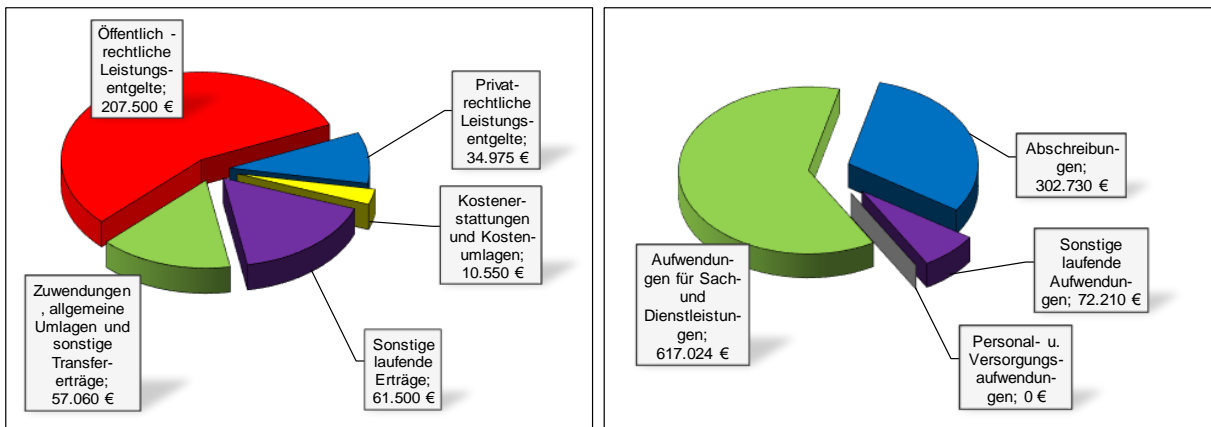 Öffentlich -
rechtliche
Leistungs-
entgelte;
207.500 €
Privat-
rechtliche
Leistungs-
entgelte;
34.975 €
Kostener-
stattungen
und Kosten-
umlagen;
10.550 €
Sonstige
laufende
Erträge;
61.500 €
Zuwendungen
, allgemeine
Umlagen und
sonstige
Transfer-
erträge;
57.060 €
Abschreibun-
gen;
302.730 €
Sonstige
laufende
Aufwendun-
gen; 72.210 €
Personal- u.
Versorgungs-
aufwendun-
gen; 0 €
Aufwendun-
gen für Sach-
und
Dienstleistun-
gen;
617.024 €